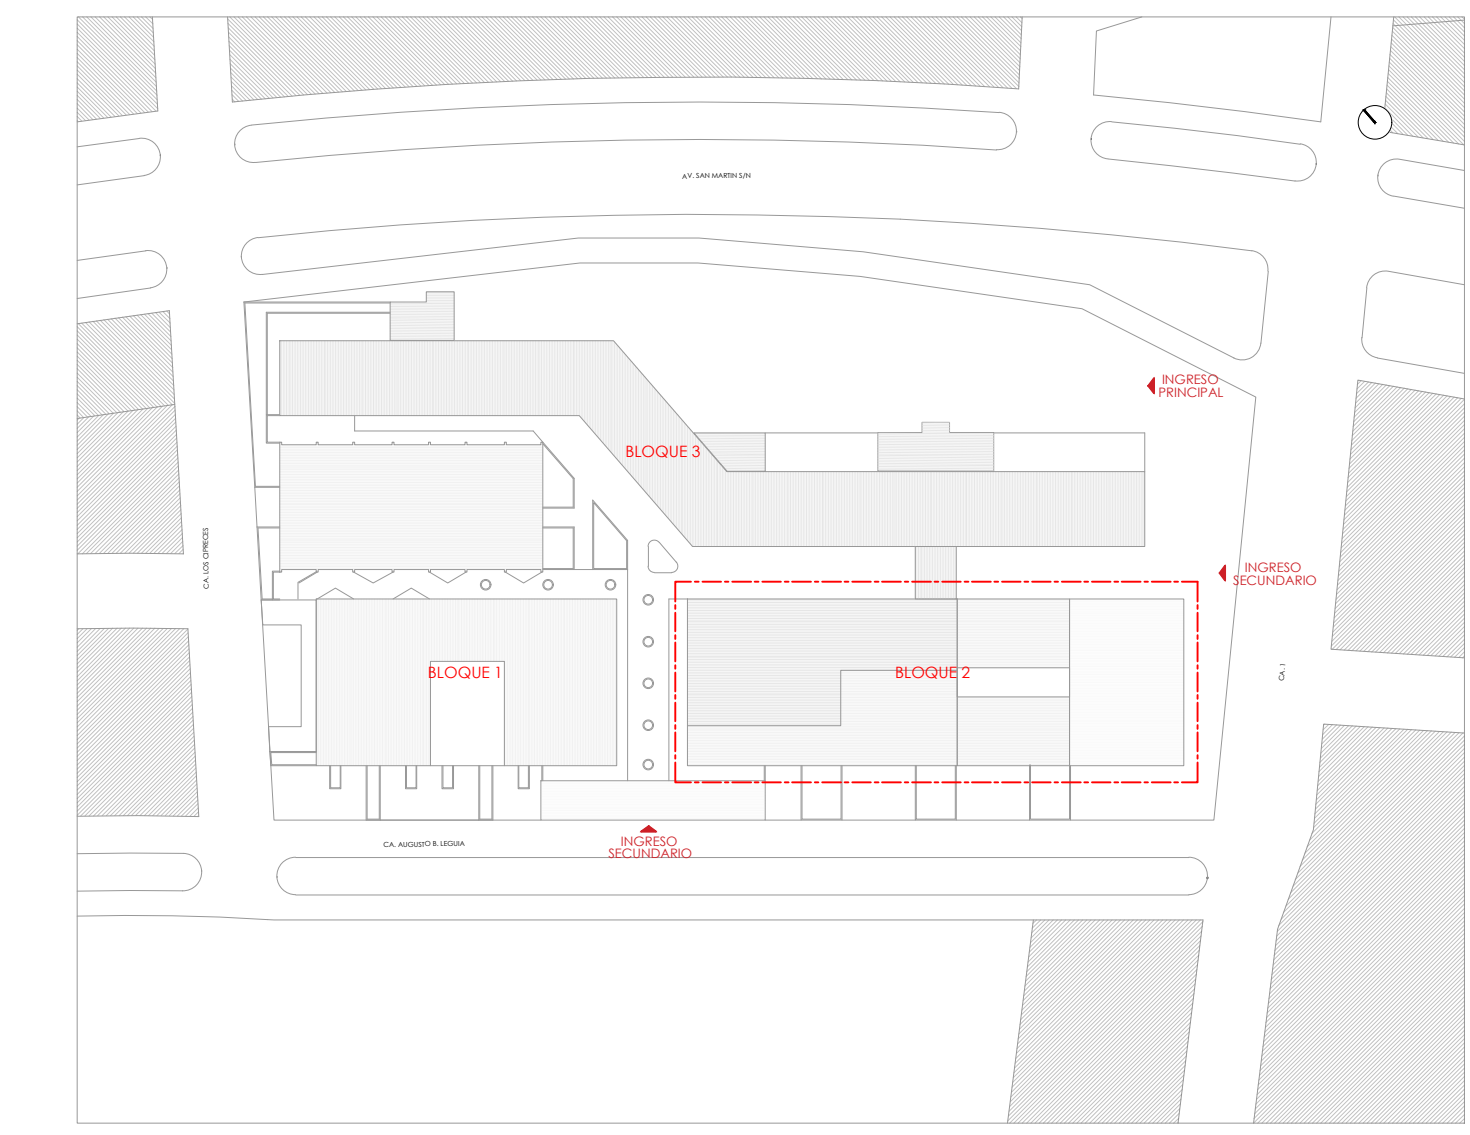 AV. SAN MARTIN S/N
INGRESO
PRINCIPAL
BLOQUE 3
CA. LOS CIPRECES
INGRESO
SECUNDARIO
BLOQUE 1
BLOQUE 2
CA. 1
INGRESO
SECUNDARIO
CA. AUGUSTO B. LEGUIA